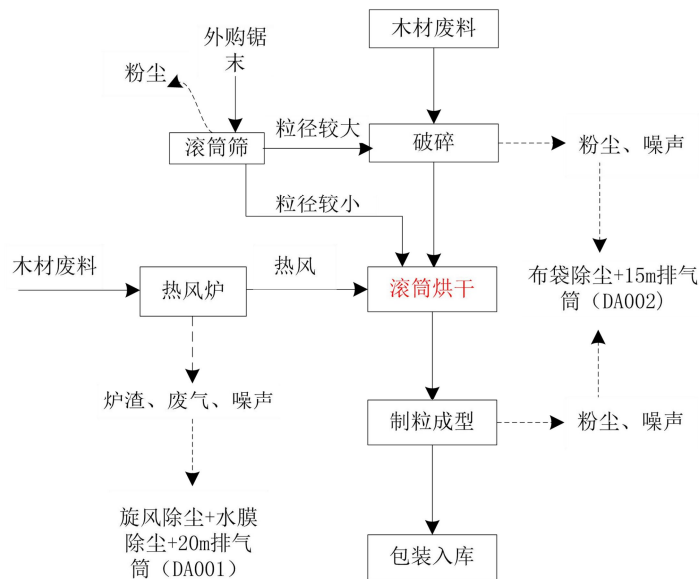 外购锯
末
木材废料
粉尘
滚筒筛
粒径较大
破碎
粉尘、噪声
粒径较小
木材废料
热风炉
热风
滚筒烘干
布袋除尘+15m排气
筒（DA002）
炉渣、废气、噪声
制粒成型
粉尘、噪声
旋风除尘+水膜
除尘+20m排气
筒（DA001）
包装入库